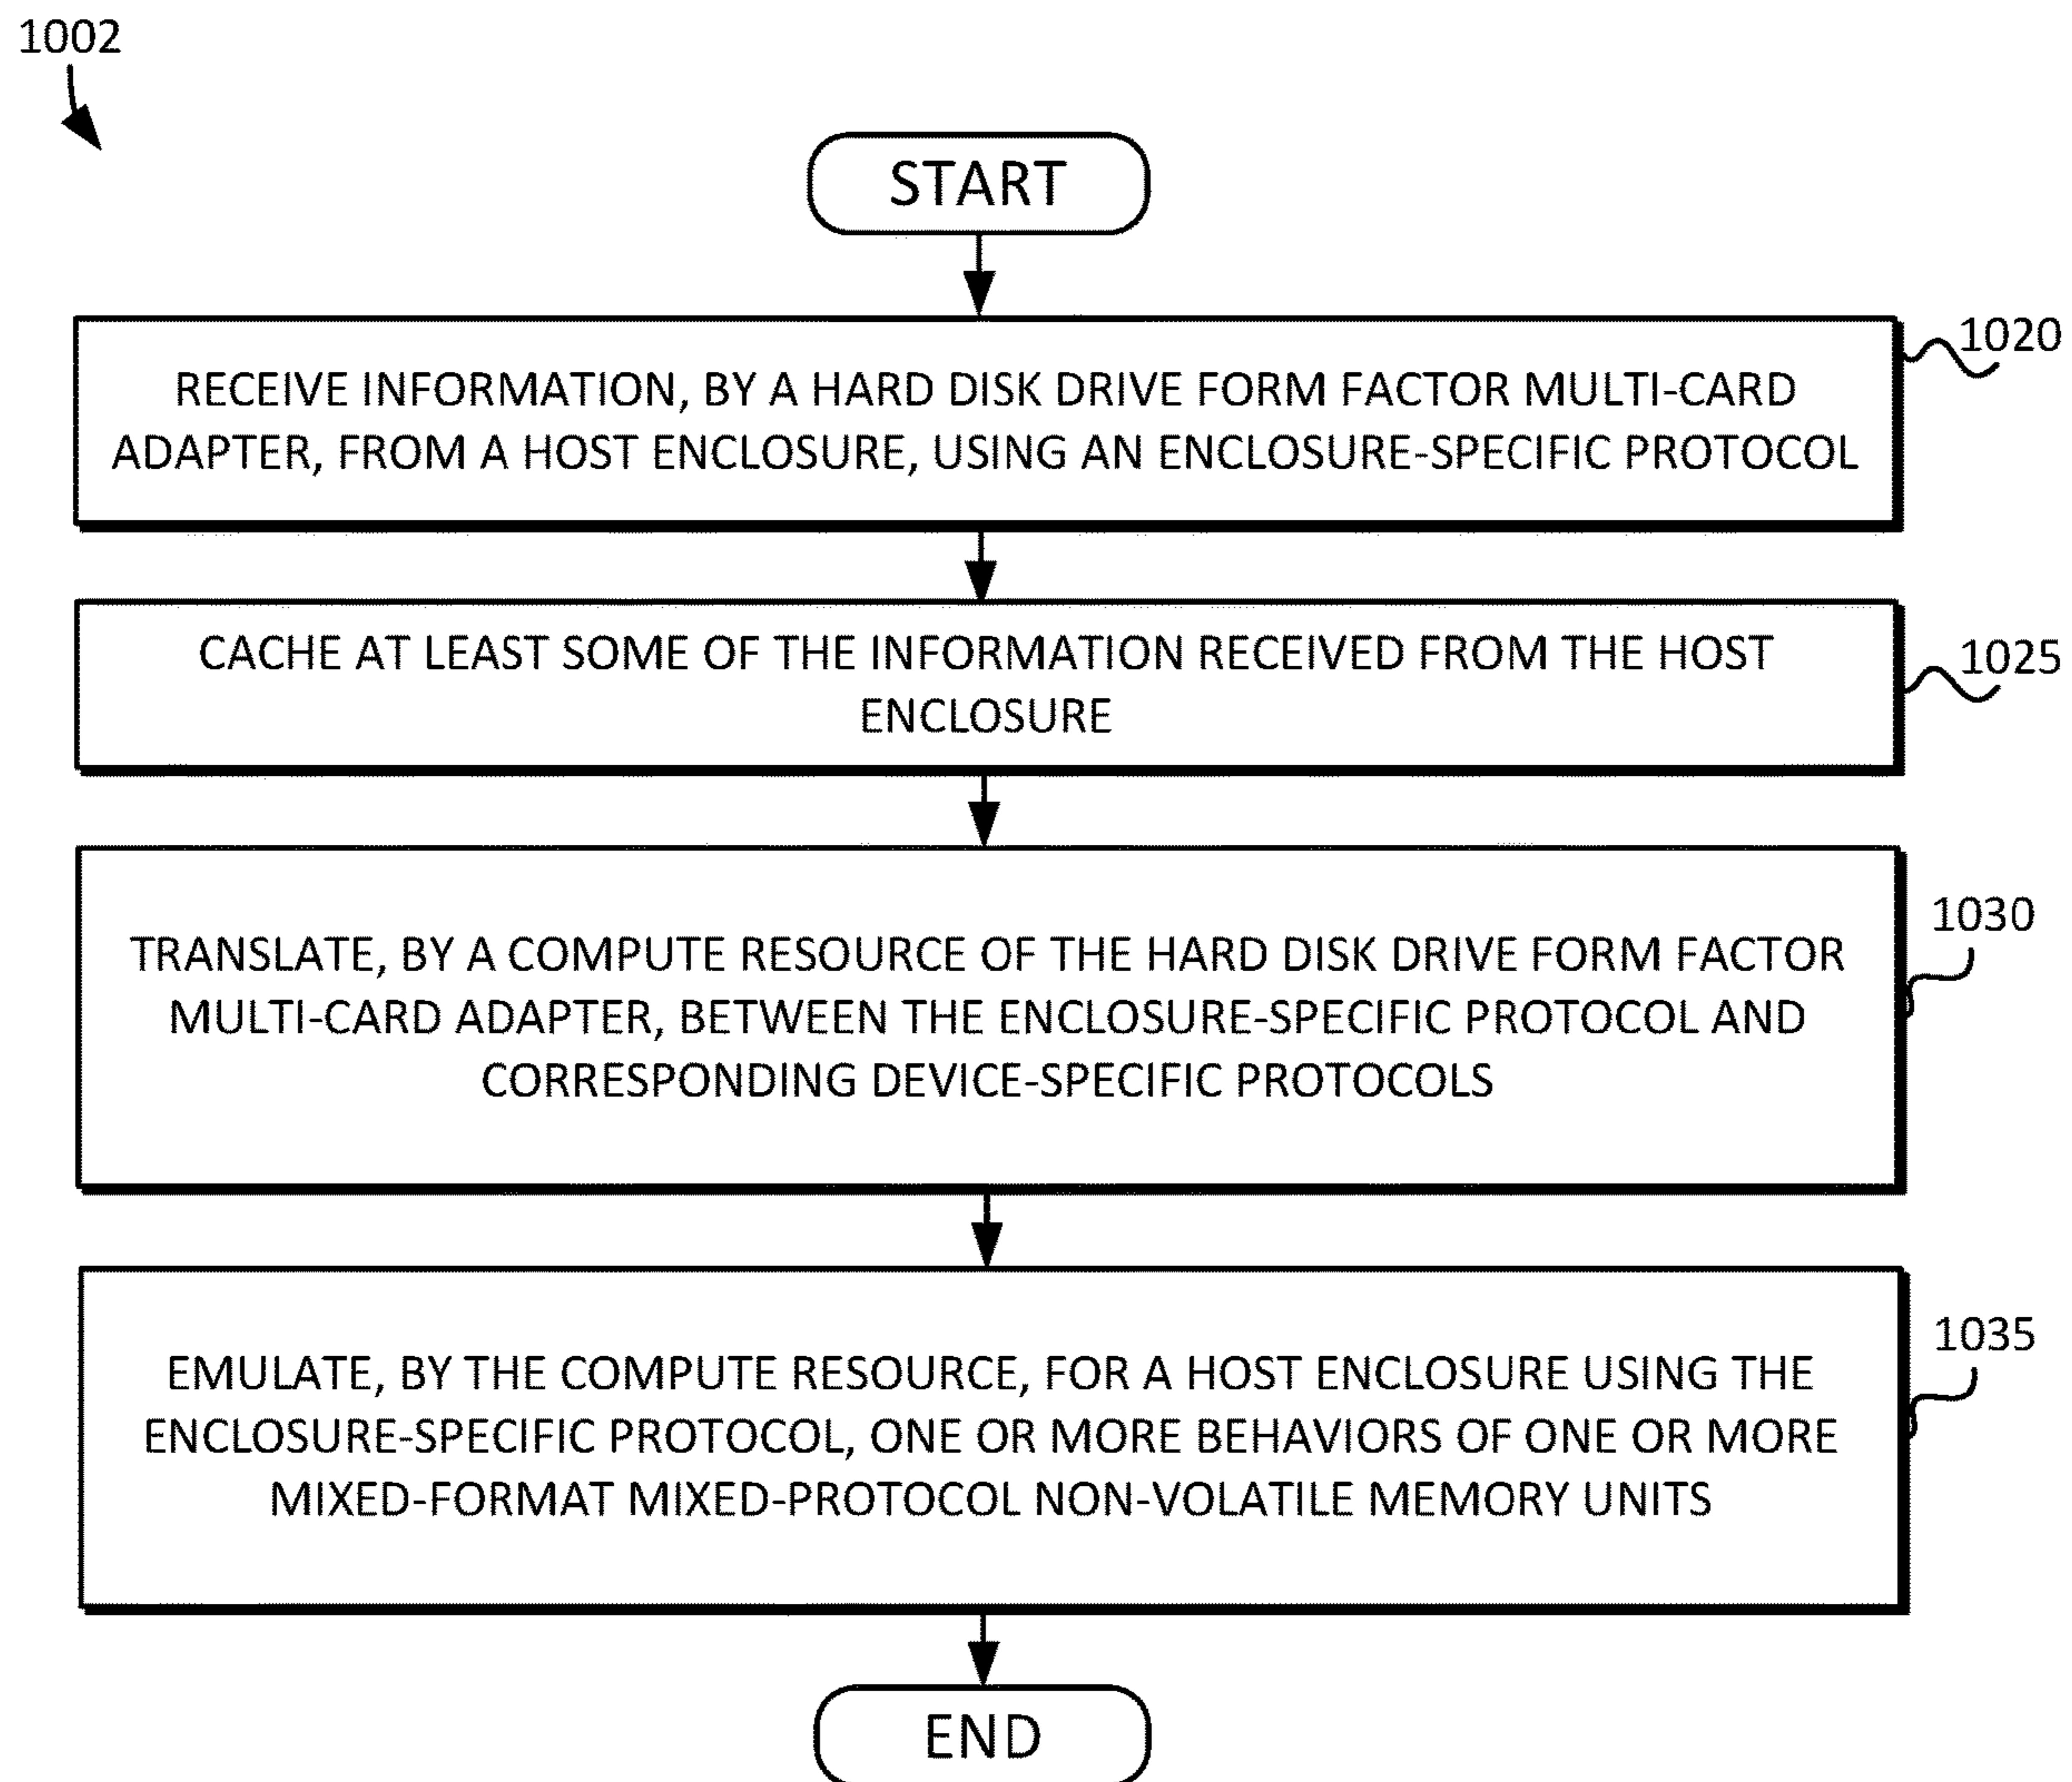 1002
START
1020
RECEIVE INFORMATION, BY A HARD DISK DRIVE FORM FACTOR MULTI-CARD
ADAPTER, FROM A HOST ENCLOSURE, USING AN ENCLOSURE-SPECIFIC PROTOCOL
1025
CACHE AT LEAST SOME OF THE INFORMATION RECEIVED FROM THE HOST
ENCLOSURE
1030
TRANSLATE, BY A COMPUTE RESOURCE OF THE HARD DISK DRIVE FORM FACTOR
MULTI-CARD ADAPTER, BETWEEN THE ENCLOSURE-SPECIFIC PROTOCOL AND
CORRESPONDING DEVICE-SPECIFIC PROTOCOLS
1035
EMULATE, BY THE COMPUTE RESOURCE, FOR A HOST ENCLOSURE USING THE
ENCLOSURE-SPECIFIC PROTOCOL, ONE OR MORE BEHAVIORS OF ONE OR MORE
MIXED-FORMAT MIXED-PROTOCOL NON-VOLATILE MEMORY UNITS
END